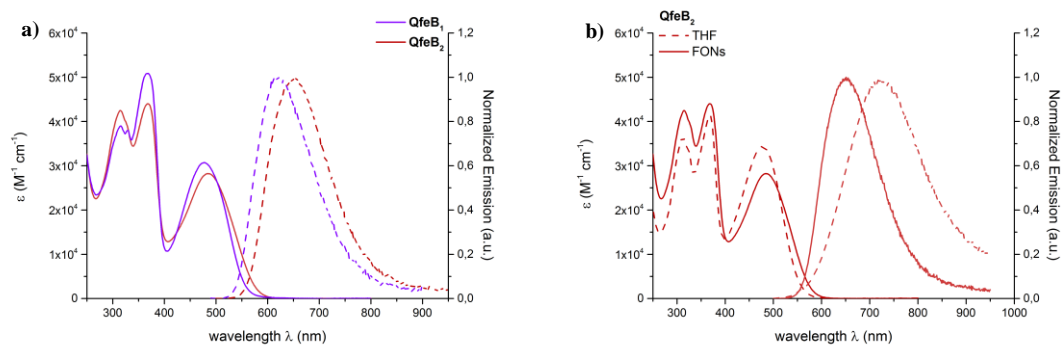 a)
QfeB1
QfeB2
6x10⁴
5x10⁴
4x10⁴
3x10⁴
2x10⁴
1x10⁴
0
ε (M⁻¹ cm⁻¹)
1,2
1,0
0,8
0,6
0,4
0,2
0,0
Normalized Emission (a.u.)
300 400 500 600 700 800 900
wavelength λ (nm)
b)
QfeB2
THF
FONs
6x10⁴
5x10⁴
4x10⁴
3x10⁴
2x10⁴
1x10⁴
0
ε (M⁻¹ cm⁻¹)
1,2
1,0
0,8
0,6
0,4
0,2
0,0
Normalized Emission (a.u.)
300 400 500 600 700 800 900 1000
wavelength λ (nm)